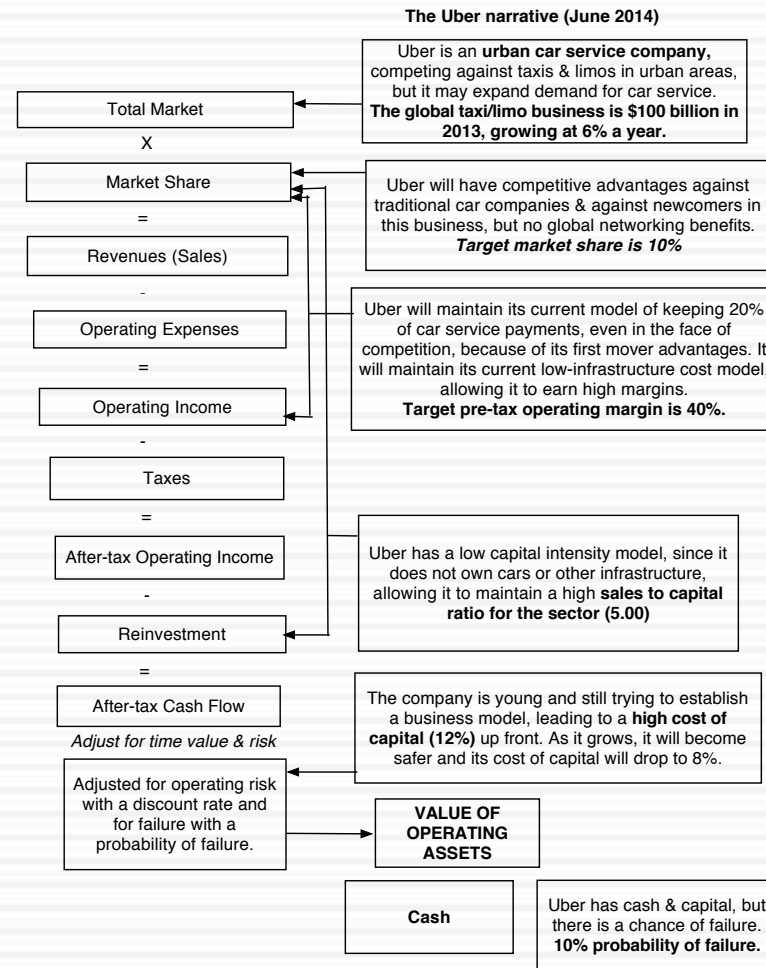 The Uber narrative (June 2014)
Uber is an urban car service company,
competing against taxis & limos in urban areas,
but it may expand demand for car service.
The global taxi/limo business is $100 billion in
2013, growing at 6% a year.
Total Market
X
Market Share
Uber will have competitive advantages against
traditional car companies & against newcomers in
this business, but no global networking benefits.
Target market share is 10%
=
Revenues (Sales)
-
Operating Expenses
Uber will maintain its current model of keeping 20%
of car service payments, even in the face of
competition, because of its first mover advantages. It
will maintain its current low-infrastructure cost model,
allowing it to earn high margins.
Target pre-tax operating margin is 40%.
=
Operating Income
-
Taxes
=
After-tax Operating Income
Uber has a low capital intensity model, since it
does not own cars or other infrastructure,
allowing it to maintain a high sales to capital
ratio for the sector (5.00)
-
Reinvestment
=
After-tax Cash Flow
The company is young and still trying to establish
a business model, leading to a high cost of
capital (12%) up front. As it grows, it will become
safer and its cost of capital will drop to 8%.
Adjust for time value & risk
Adjusted for operating risk
with a discount rate and
for failure with a
probability of failure.
VALUE OF
OPERATING
ASSETS
Cash
Uber has cash & capital, but
there is a chance of failure.
10% probability of failure.